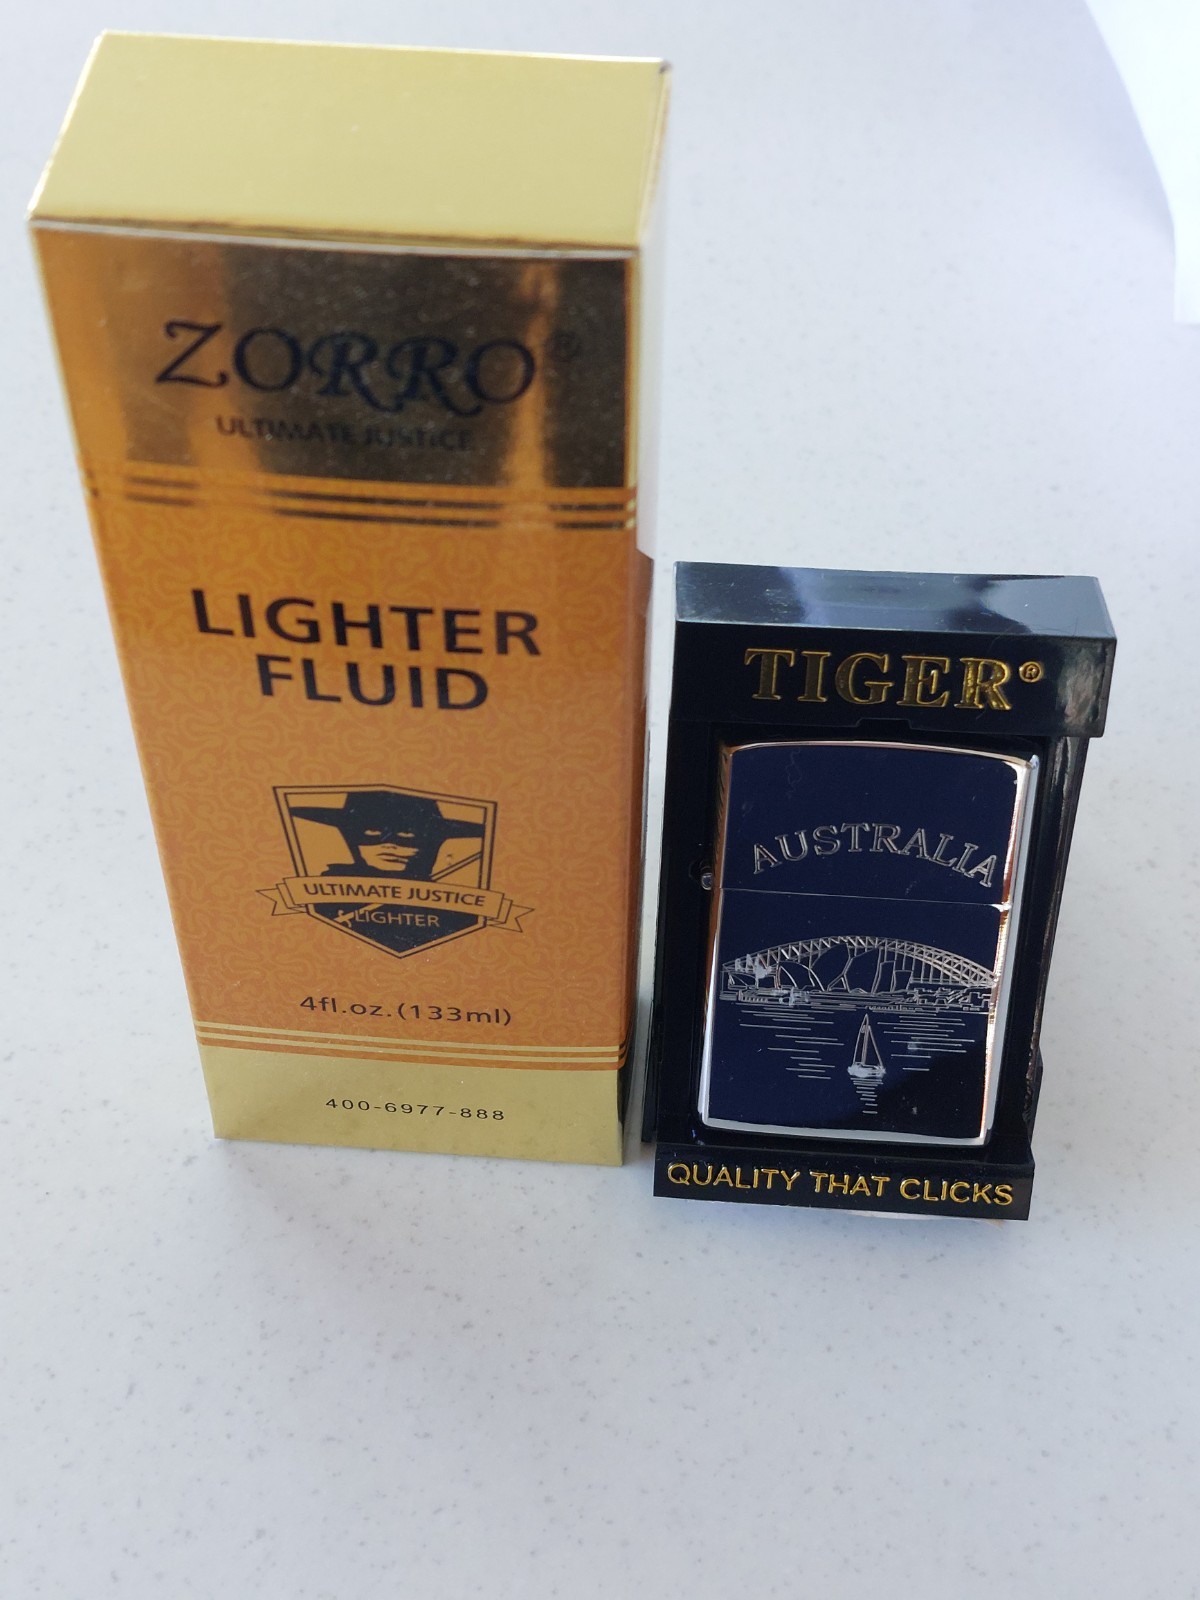 ZORRO®
ULTIMATE JUSTICE
LIGHTER
FLUID
ULTIMATE JUSTICE
LIGHTER
4fl.oz.(133ml)
400-6977-888
TIGER®
AUSTRALIA
QUALITY THAT CLICKS